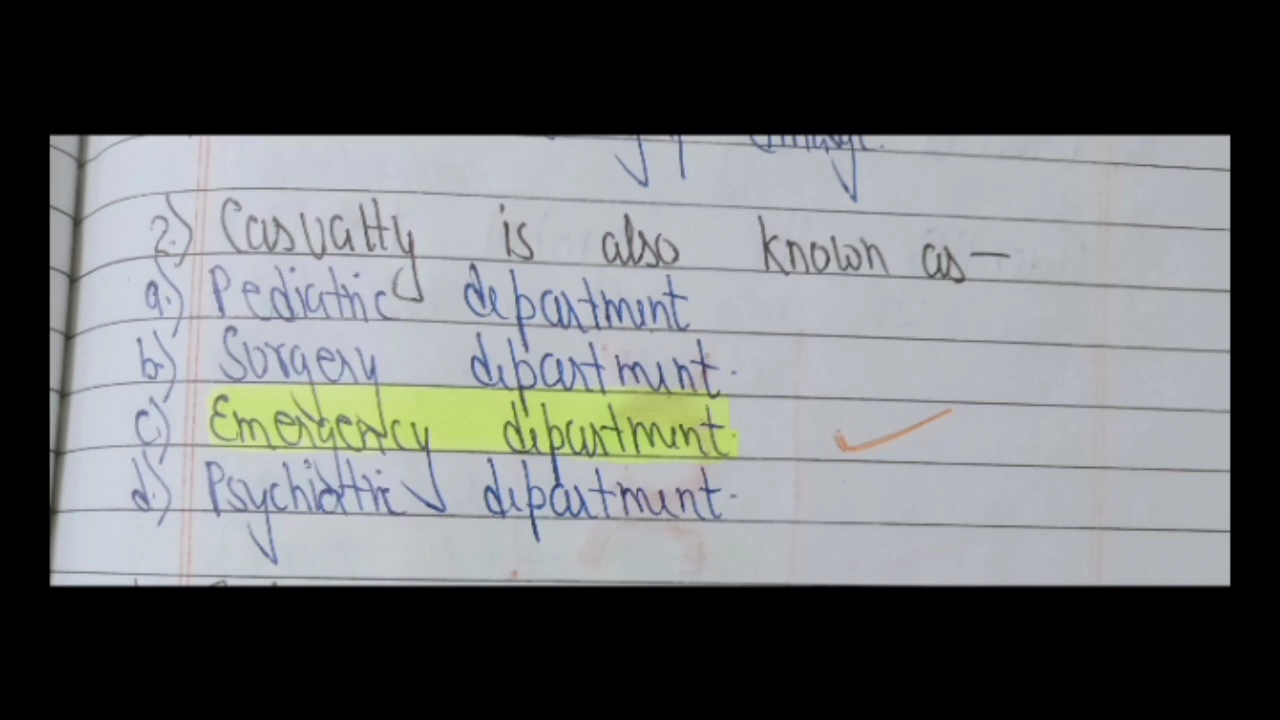 2.) Casualty is also known as —
a.) Pediatric department
b.) Surgery department.
c.) Emergency department.
d.) Psychiatric department.